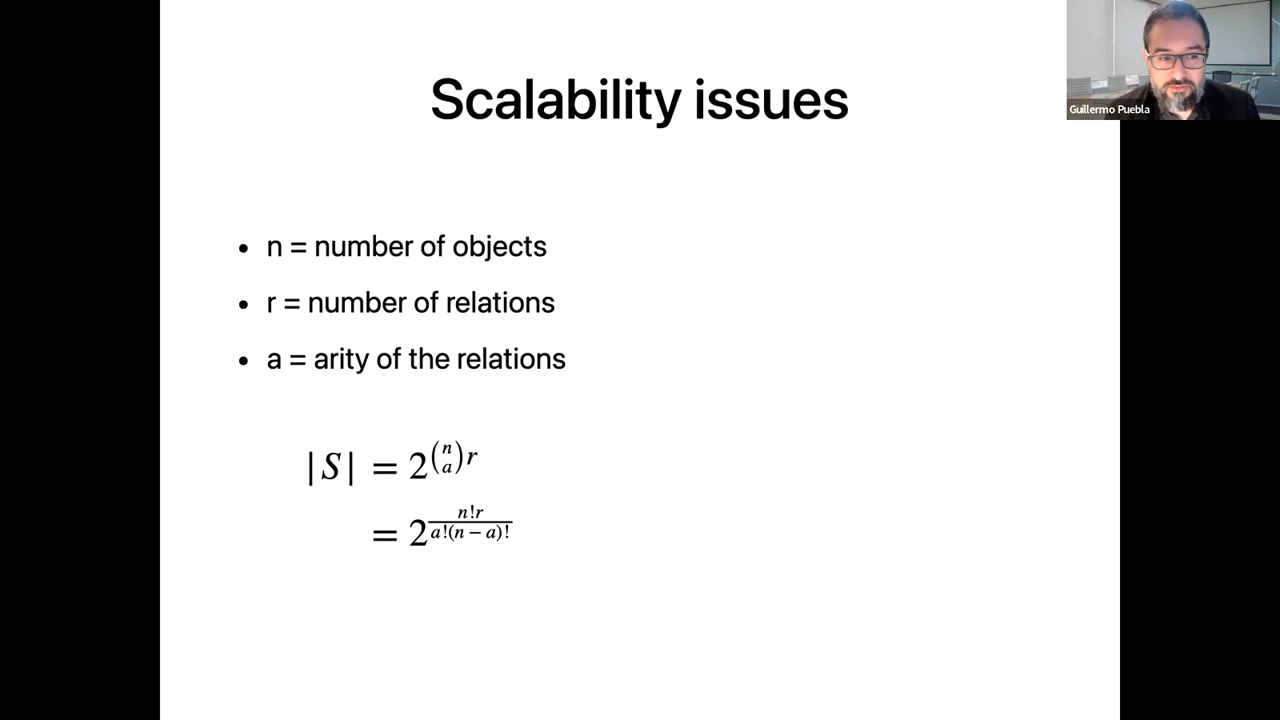 Scalability issues
Guillermo Puebla
• n = number of objects
• r = number of relations
• a = arity of the relations
|S| = 2^{\binom{n}{a} r}
= 2^{\frac{n!r}{a!(n − a)!}}